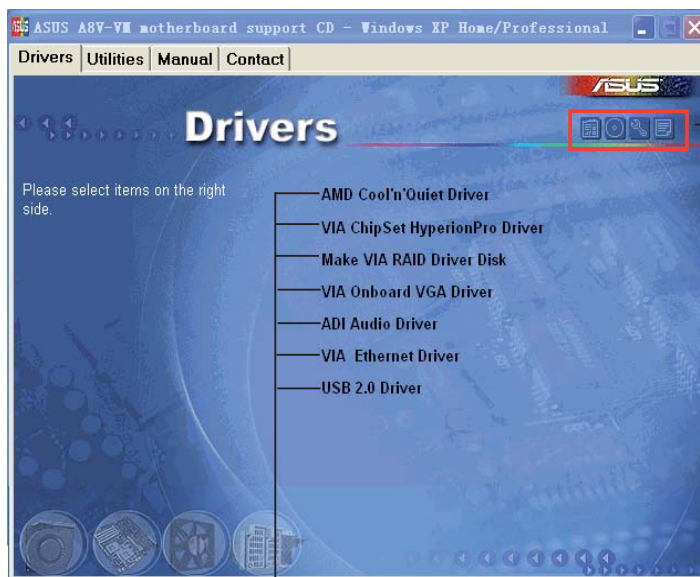 ASUS A8V-VM motherboard support CD - Windows XP Home/Professional
Drivers Utilities Manual Contact
ASUS
Drivers
Please select items on the right
side.
AMD Cool'n'Quiet Driver
VIA ChipSet HyperionPro Driver
Make VIA RAID Driver Disk
VIA Onboard VGA Driver
ADI Audio Driver
VIA Ethernet Driver
USB 2.0 Driver